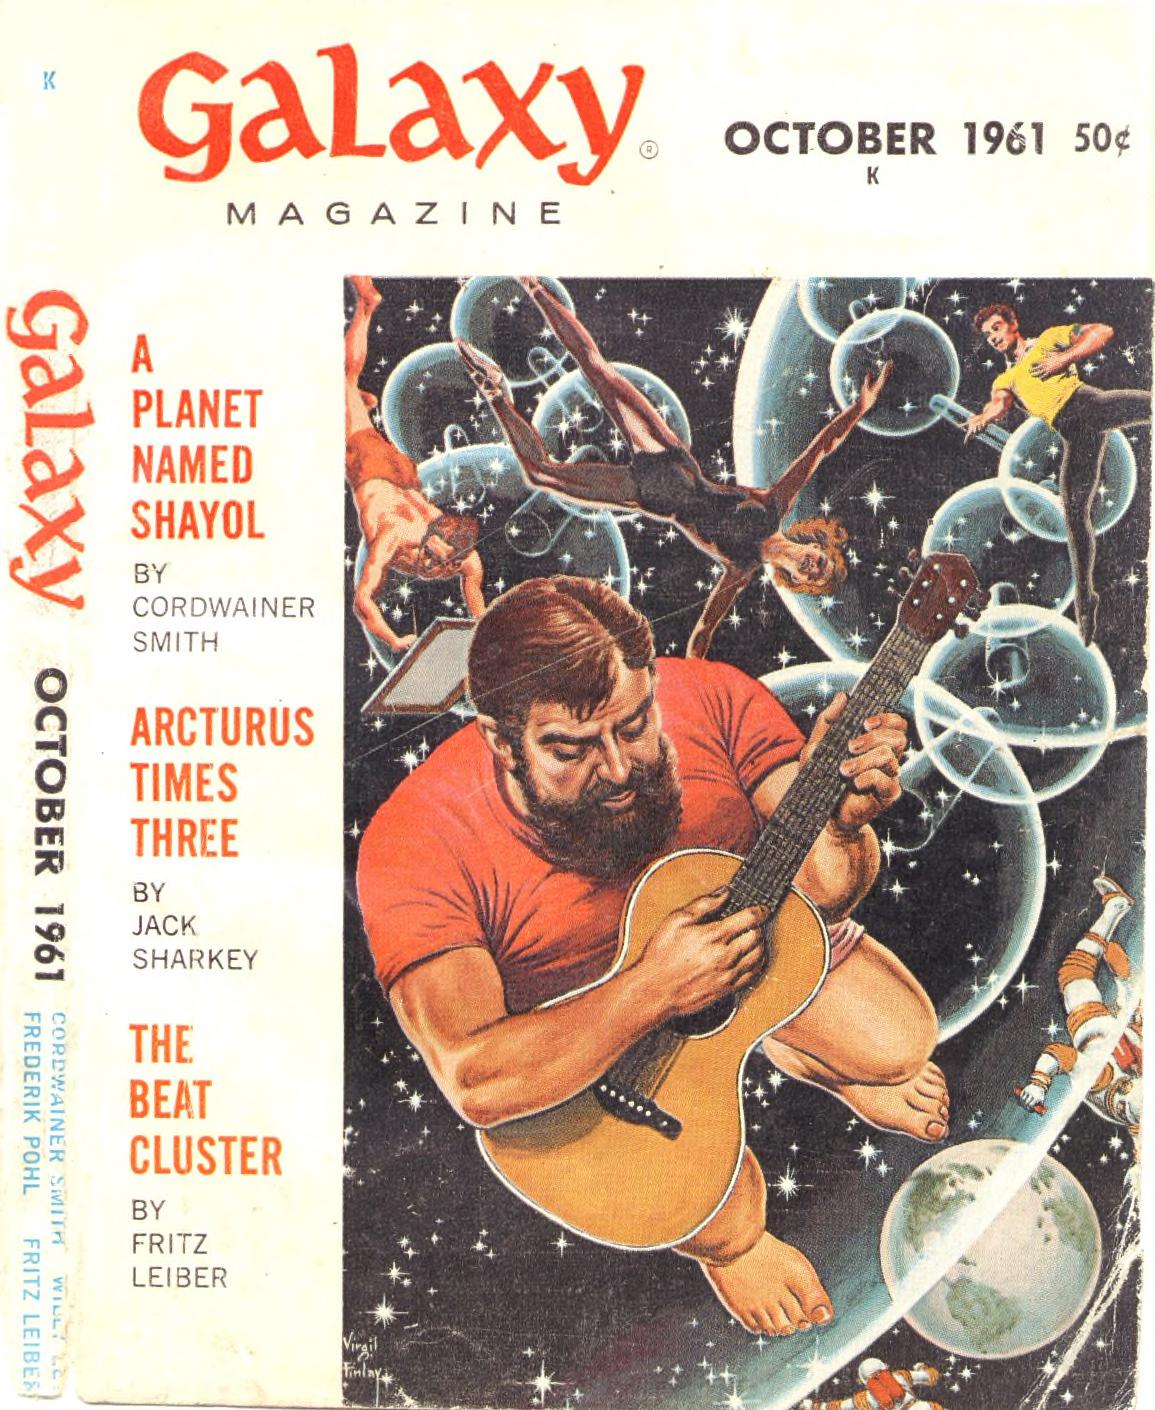 K
GaLaxy
OCTOBER 1961
CORDWAINER SMITH
FREDERIK POHL FRITZ LEIBER
GaLaxy®
MAGAZINE
OCTOBER 1961 50¢
K
A
PLANET
NAMED
SHAYOL
BY
CORDWAINER
SMITH
ARCTURUS
TIMES
THREE
BY
JACK
SHARKEY
THE
BEAT
CLUSTER
BY
FRITZ
LEIBER
Virgil
Finlay